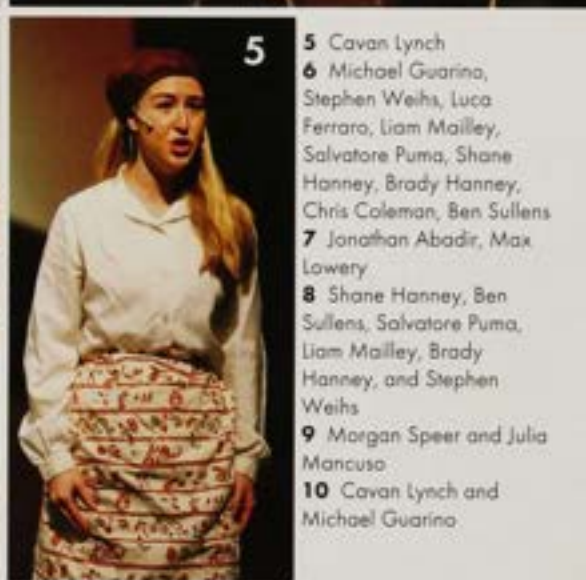 5
5 Cavan Lynch
6 Michael Guarino,
Stephen Weihs, Luca
Ferraro, Liam Mailley,
Salvatore Puma, Shane
Hanney, Brady Hanney,
Chris Coleman, Ben Sullens
7 Jonathan Abadir, Max
Lowery
8 Shane Hanney, Ben
Sullens, Salvatore Puma,
Liam Mailley, Brady
Hanney, and Stephen
Weihs
9 Morgan Speer and Julia
Mancuso
10 Cavan Lynch and
Michael Guarino